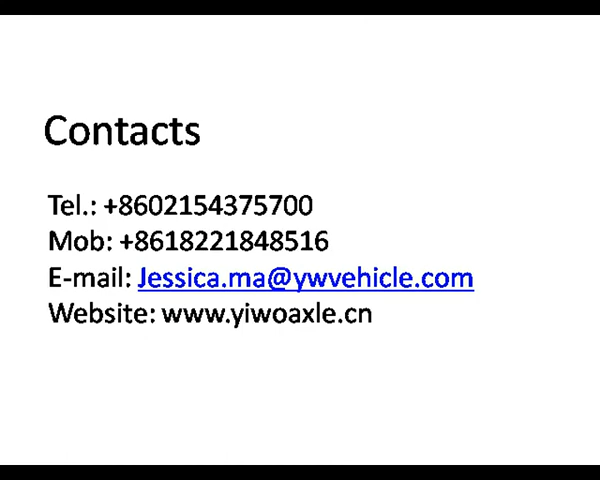 Contacts
Tel.: +8602154375700
Mob: +8618221848516
E-mail: Jessica.ma@ywvehicle.com
Website: www.yiwoaxle.cn